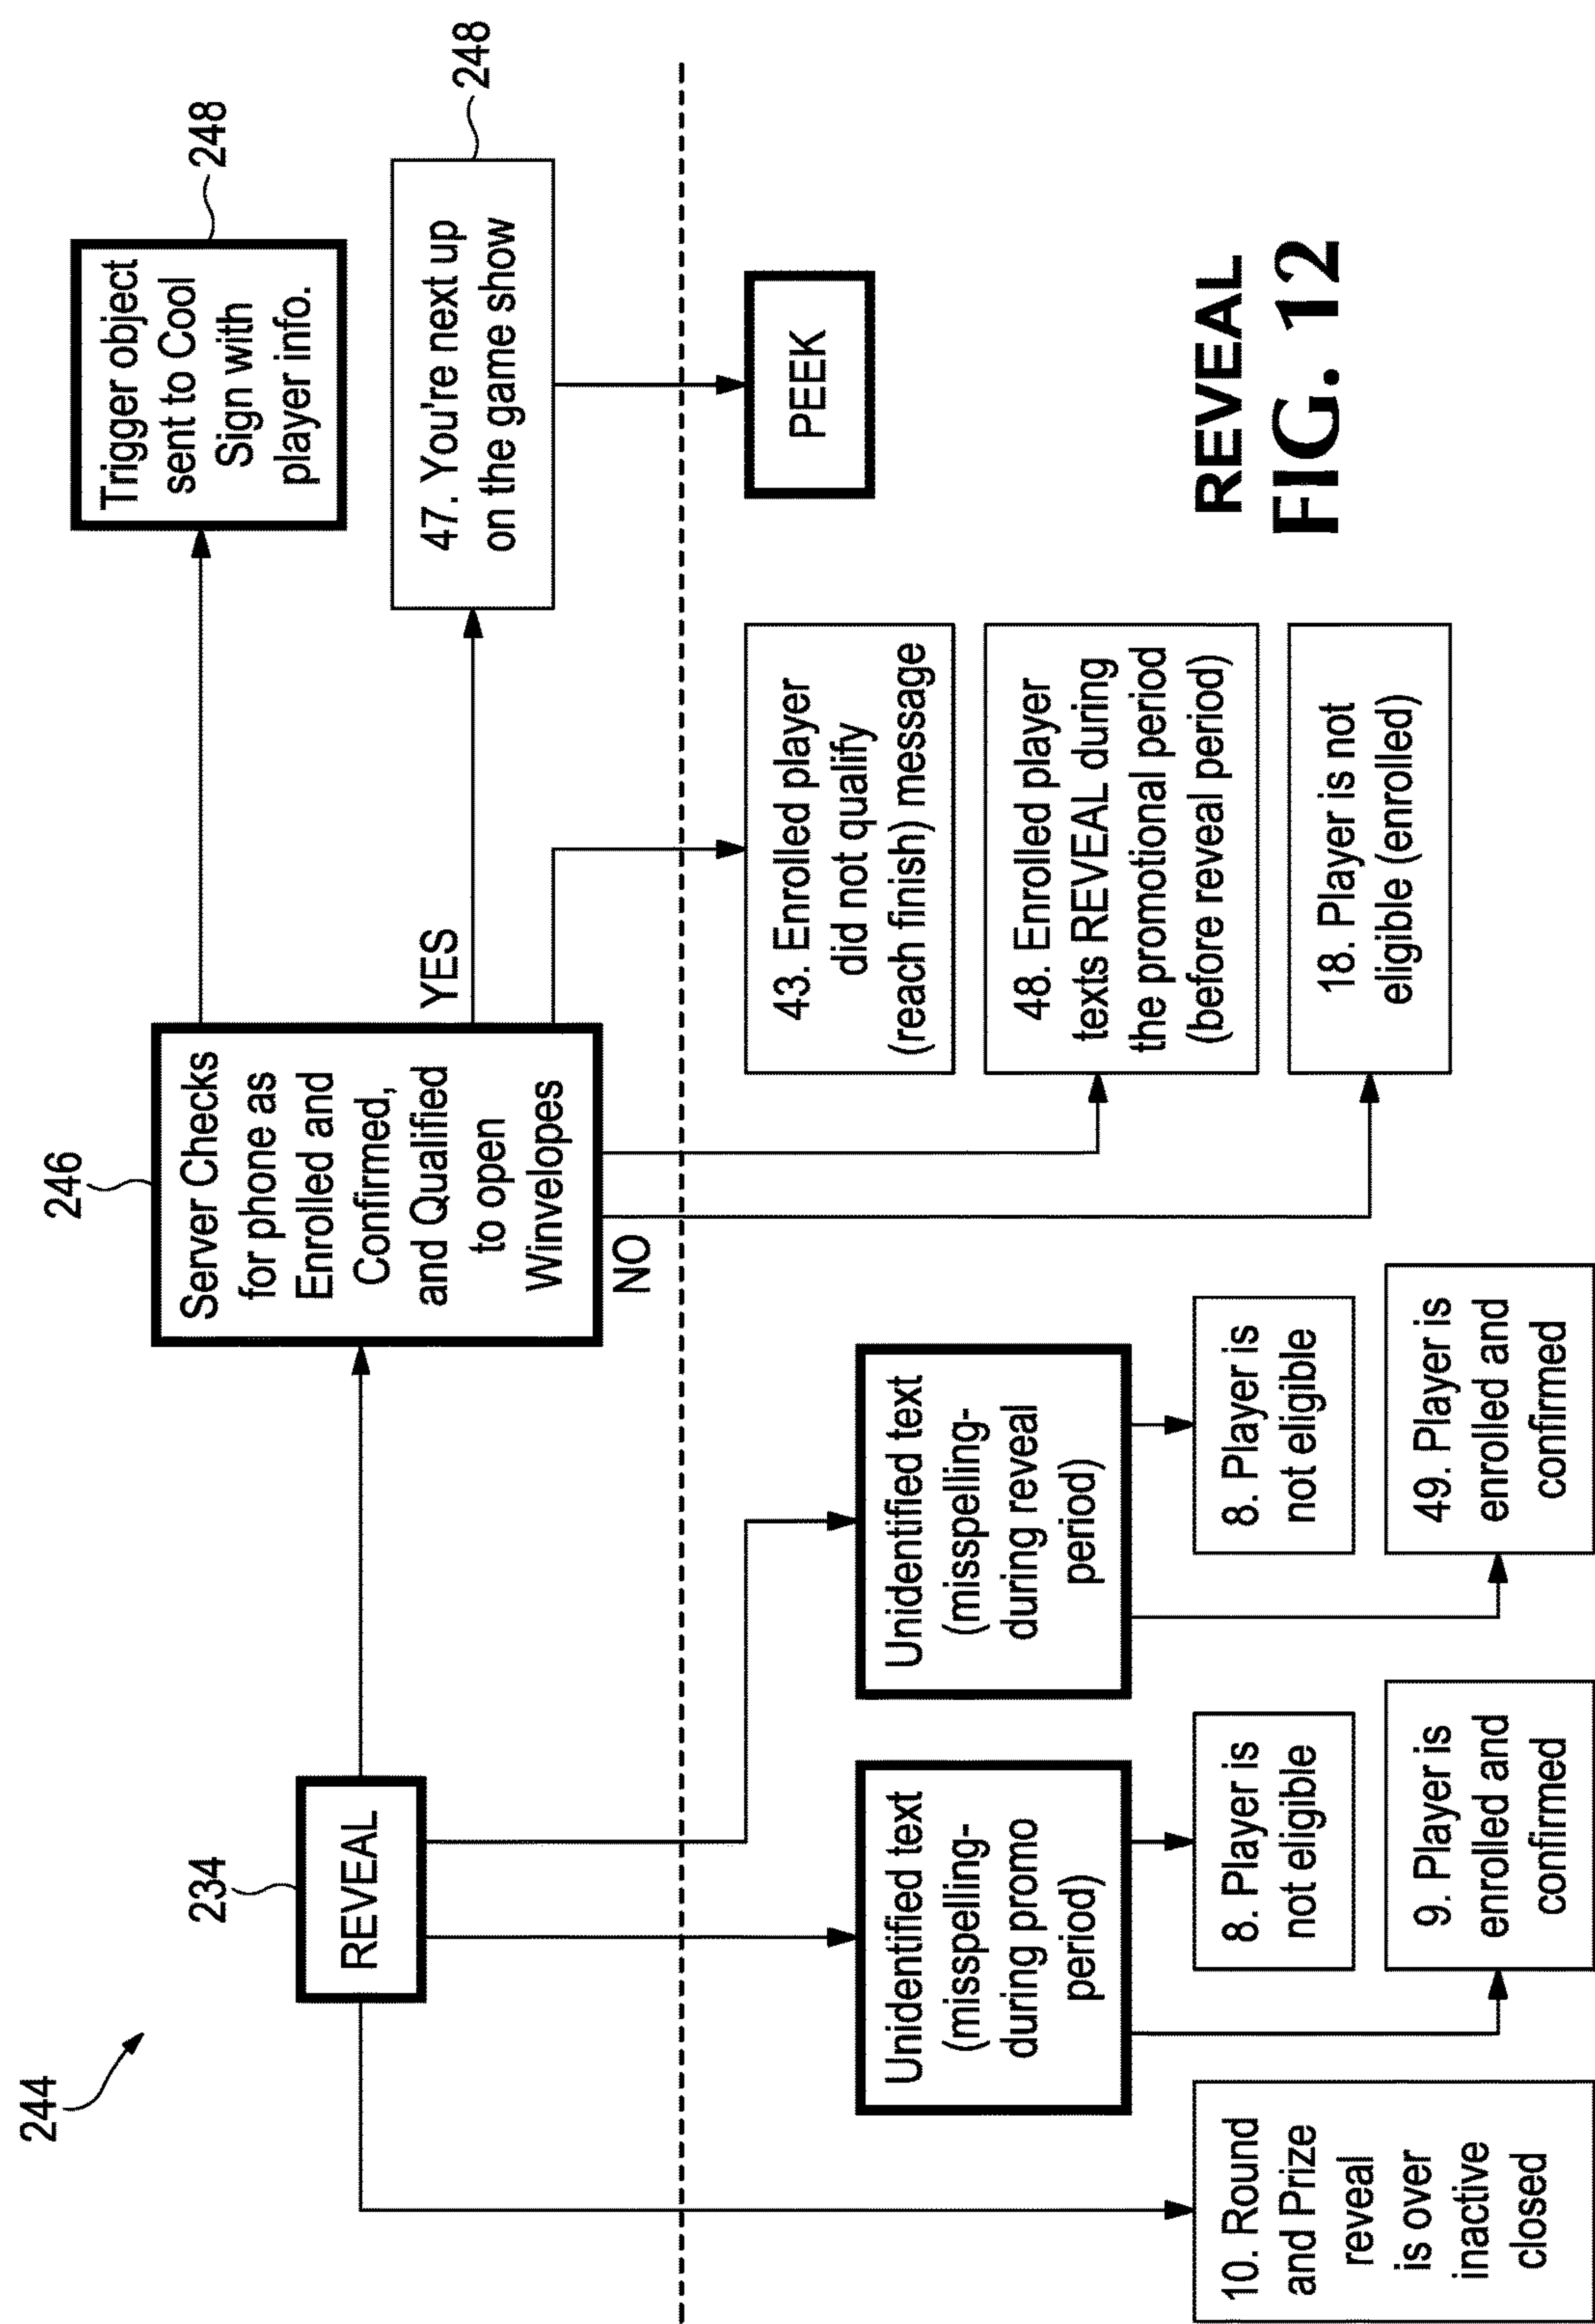 244
234
REVEAL
246
Server Checks
for phone as
Enrolled and
Confirmed,
and Qualified
to open
Winvelopes
YES
NO
Trigger object
sent to Cool
Sign with
player info.
248
47. You're next up
on the game show
248
10. Round
and Prize
reveal
is over
inactive
closed
Unidentified text
(misspelling-
during promo
period)
8. Player is
not eligible
9. Player is
enrolled and
confirmed
Unidentified text
(misspelling-
during reveal
period)
8. Player is
not eligible
49. Player is
enrolled and
confirmed
43. Enrolled player
did not qualify
(reach finish) message
48. Enrolled player
texts REVEAL during
the promotional period
(before reveal period)
18. Player is not
eligible (enrolled)
PEEK
REVEAL
FIG. 12